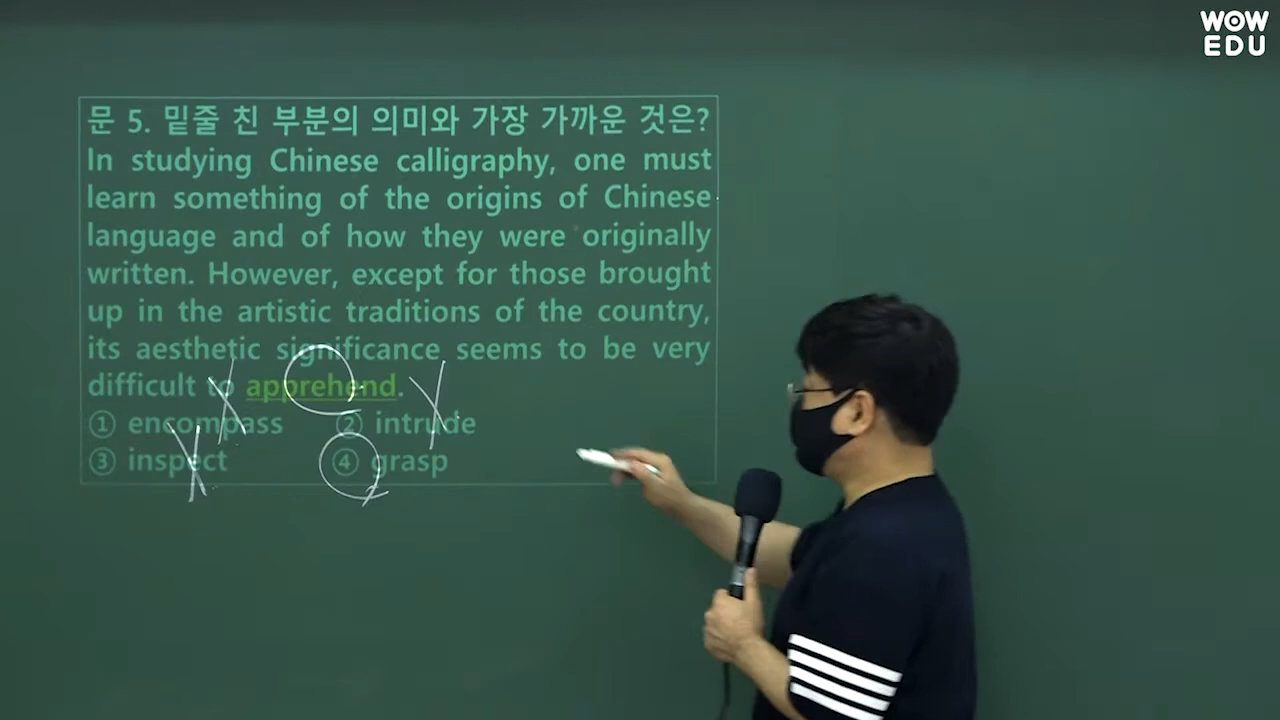 WOW
EDU
문 5. 밑줄 친 부분의 의미와 가장 가까운 것은?
In studying Chinese calligraphy, one must
learn something of the origins of Chinese
language and of how they were originally
written. However, except for those brought
up in the artistic traditions of the country,
its aesthetic significance seems to be very
difficult to apprehend.
① encompass ② intrude
③ inspect ④ grasp